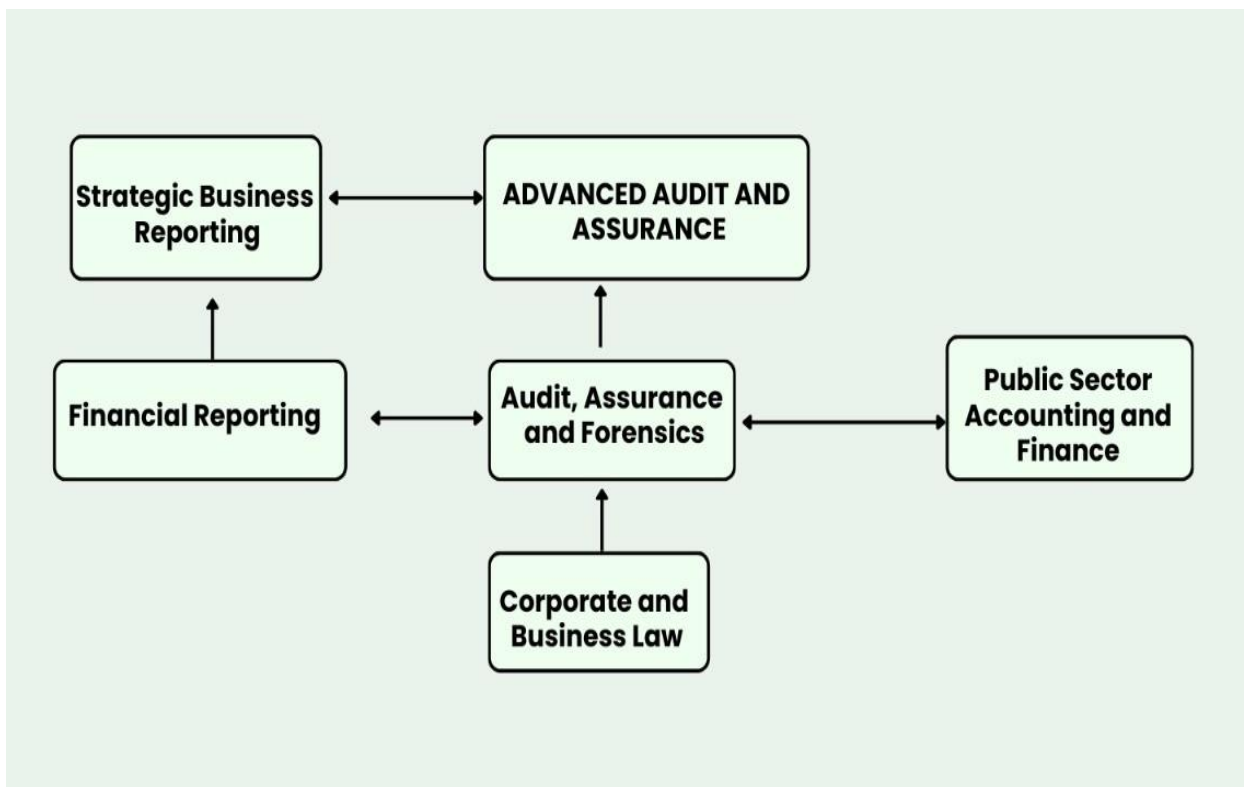 Strategic Business
Reporting
ADVANCED AUDIT AND
ASSURANCE
Financial Reporting
Audit, Assurance
and Forensics
Public Sector
Accounting and
Finance
Corporate and
Business Law